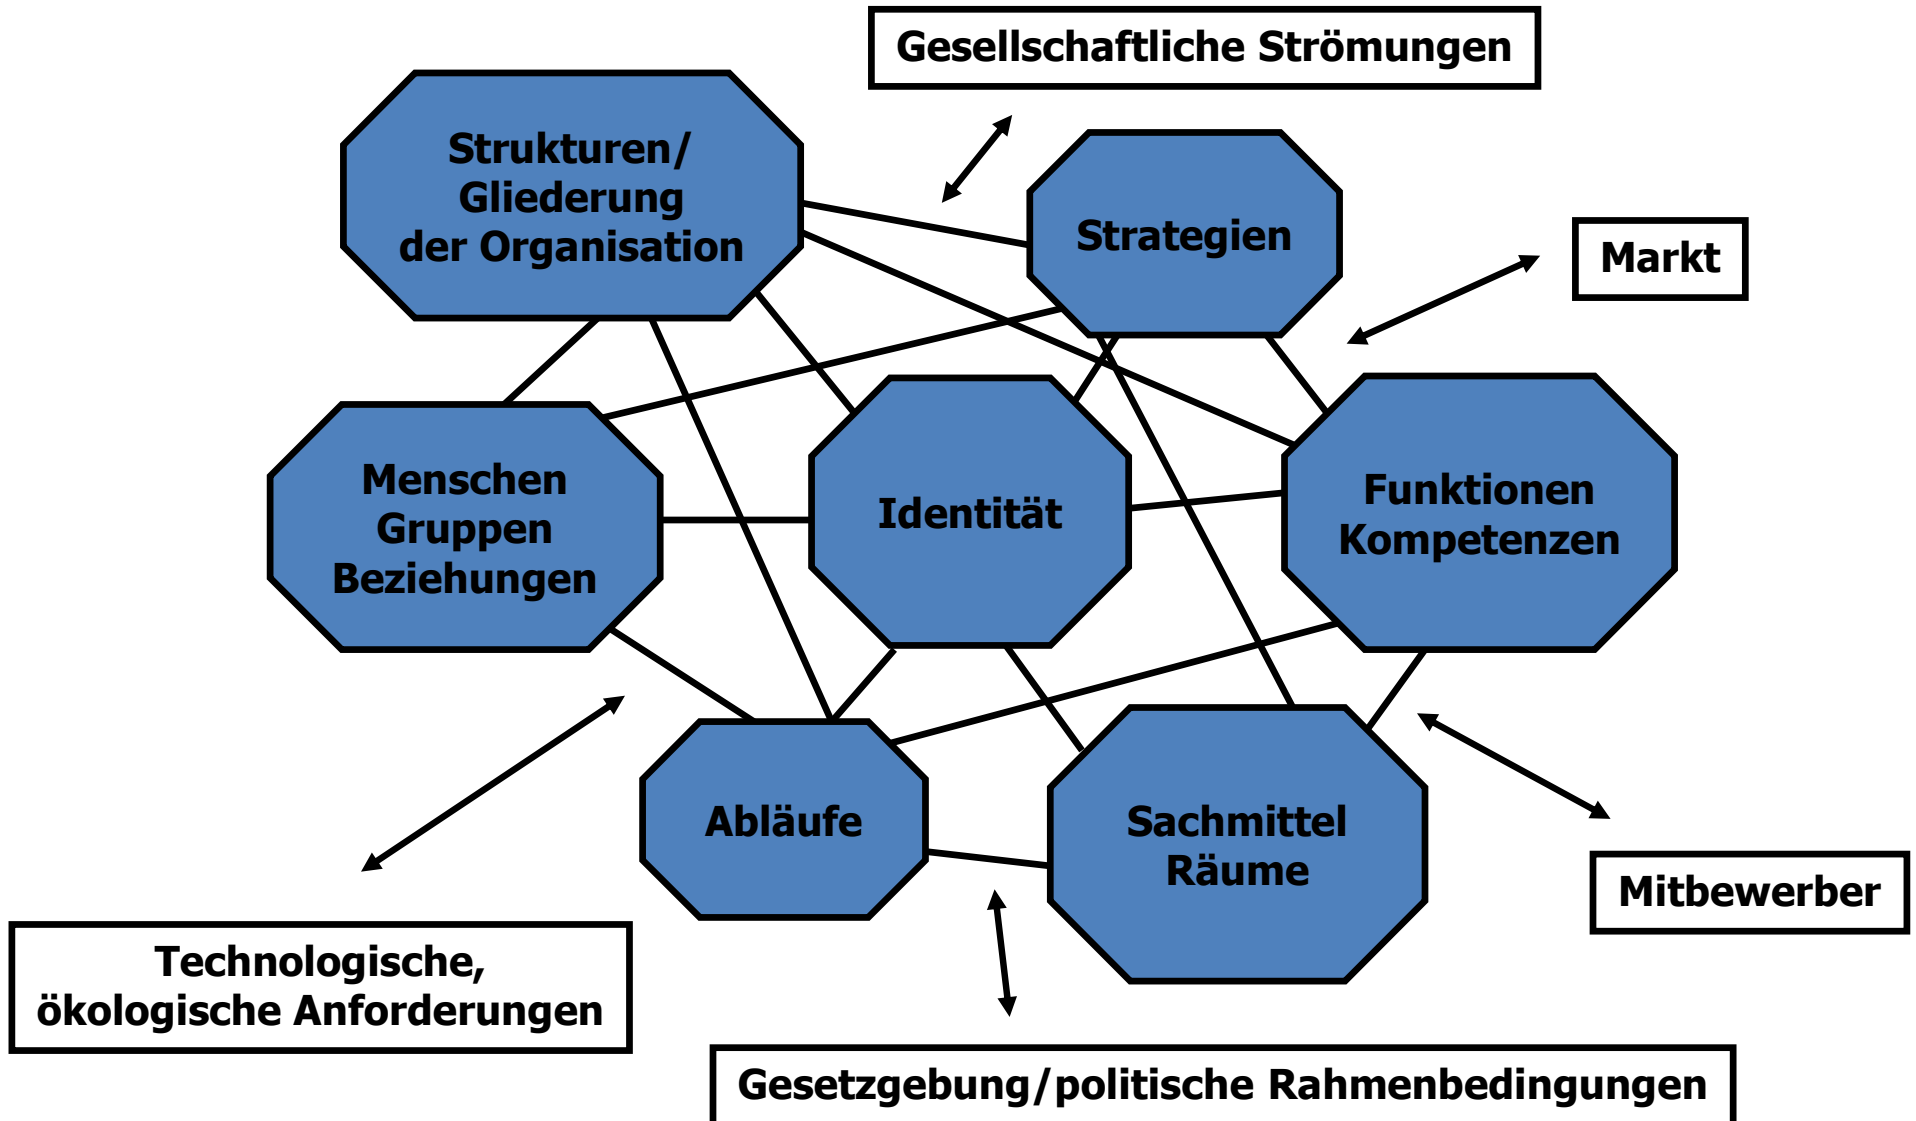 Gesellschaftliche Strömungen
Strukturen/
Gliederung
der Organisation
Strategien
Markt
Menschen
Gruppen
Beziehungen
Identität
Funktionen
Kompetenzen
Abläufe
Sachmittel
Räume
Mitbewerber
Technologische,
ökologische Anforderungen
Gesetzgebung/politische Rahmenbedingungen